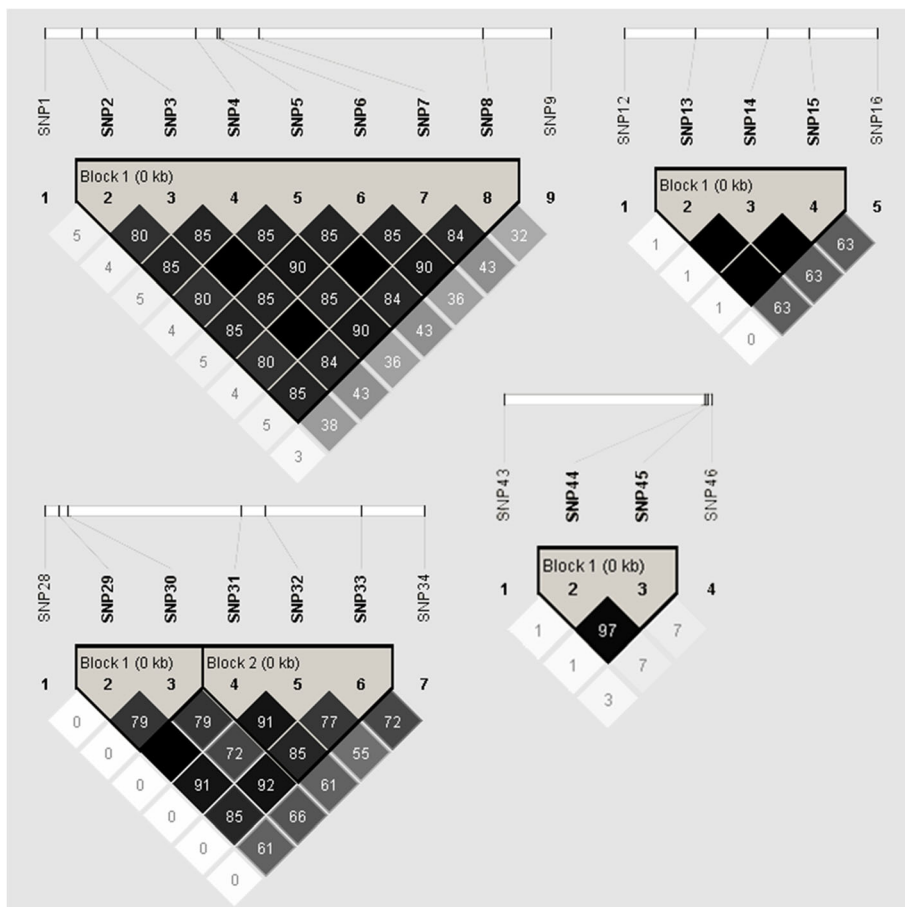 SNP1 SNP2 SNP3 SNP4 SNP5 SNP6 SNP7 SNP8 SNP9
Block 1 (0 kb)
1 2 3 4 5 6 7 8 9
5 80 85 85 85 85 84 32
4 85 90 90 43
5 80 85 85 84 36
4 85 90 43
5 80 84 36
4 85 43
5 38
3
SNP12 SNP13 SNP14 SNP15 SNP16
Block 1 (0 kb)
1 2 3 4 5
1 63
1 63
1 63
0
SNP43 SNP44 SNP45 SNP46
Block 1 (0 kb)
1 2 3 4
1 97 7
1 7
3
SNP28 SNP29 SNP30 SNP31 SNP32 SNP33 SNP34
Block 1 (0 kb) Block 2 (0 kb)
1 2 3 4 5 6 7
0 79 79 91 77 72
0 72 85 55
0 91 92 61
0 85 66
0 61
0